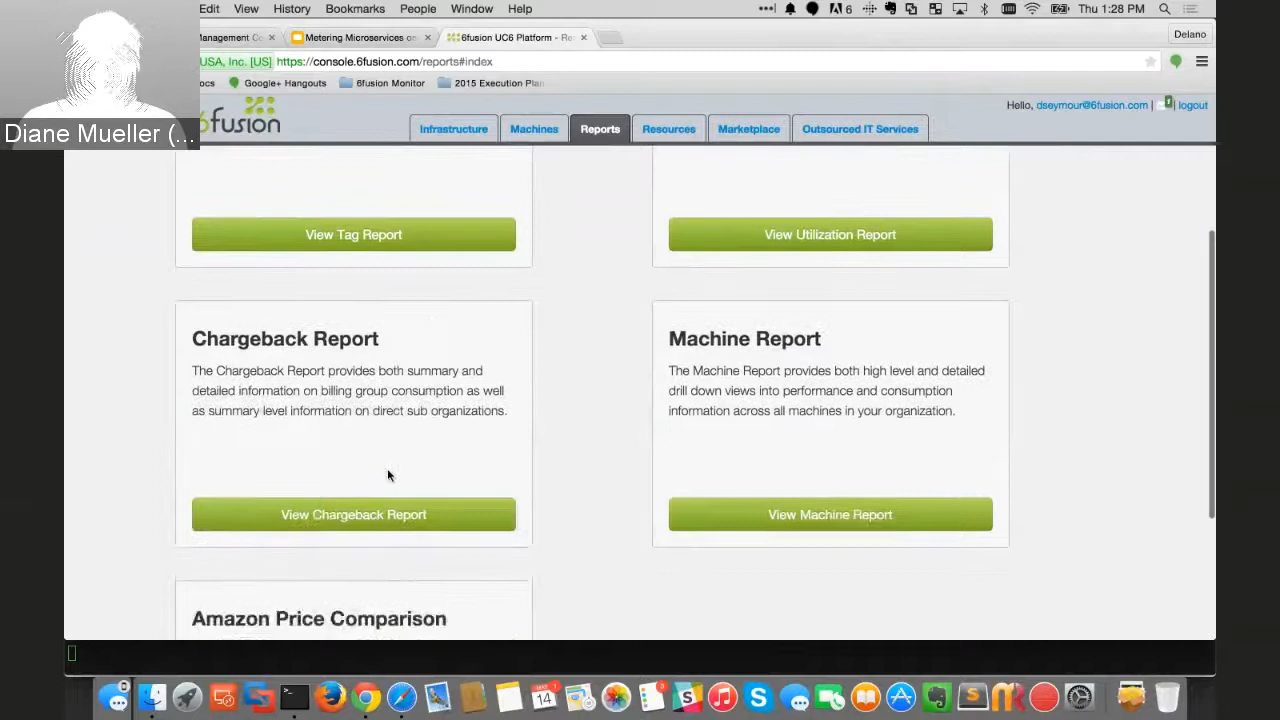 Edit View History Bookmarks People Window Help
6 Thu 1:28 PM
Management Co
Metering Microservices on
6fusion UC6 Platform - Re
Delano
USA, Inc. [US] https://console.6fusion.com/reports#index
ocs Google+ Hangouts 6fusion Monitor 2015 Execution Plan
Diane Mueller (...
6fusion
Hello, dseymour@6fusion.com | | logout
Infrastructure Machines Reports Resources Marketplace Outsourced IT Services
View Tag Report
View Utilization Report
Chargeback Report
The Chargeback Report provides both summary and
detailed information on billing group consumption as well
as summary level information on direct sub organizations.
View Chargeback Report
Machine Report
The Machine Report provides both high level and detailed
drill down views into performance and consumption
information across all machines in your organization.
View Machine Report
Amazon Price Comparison
14